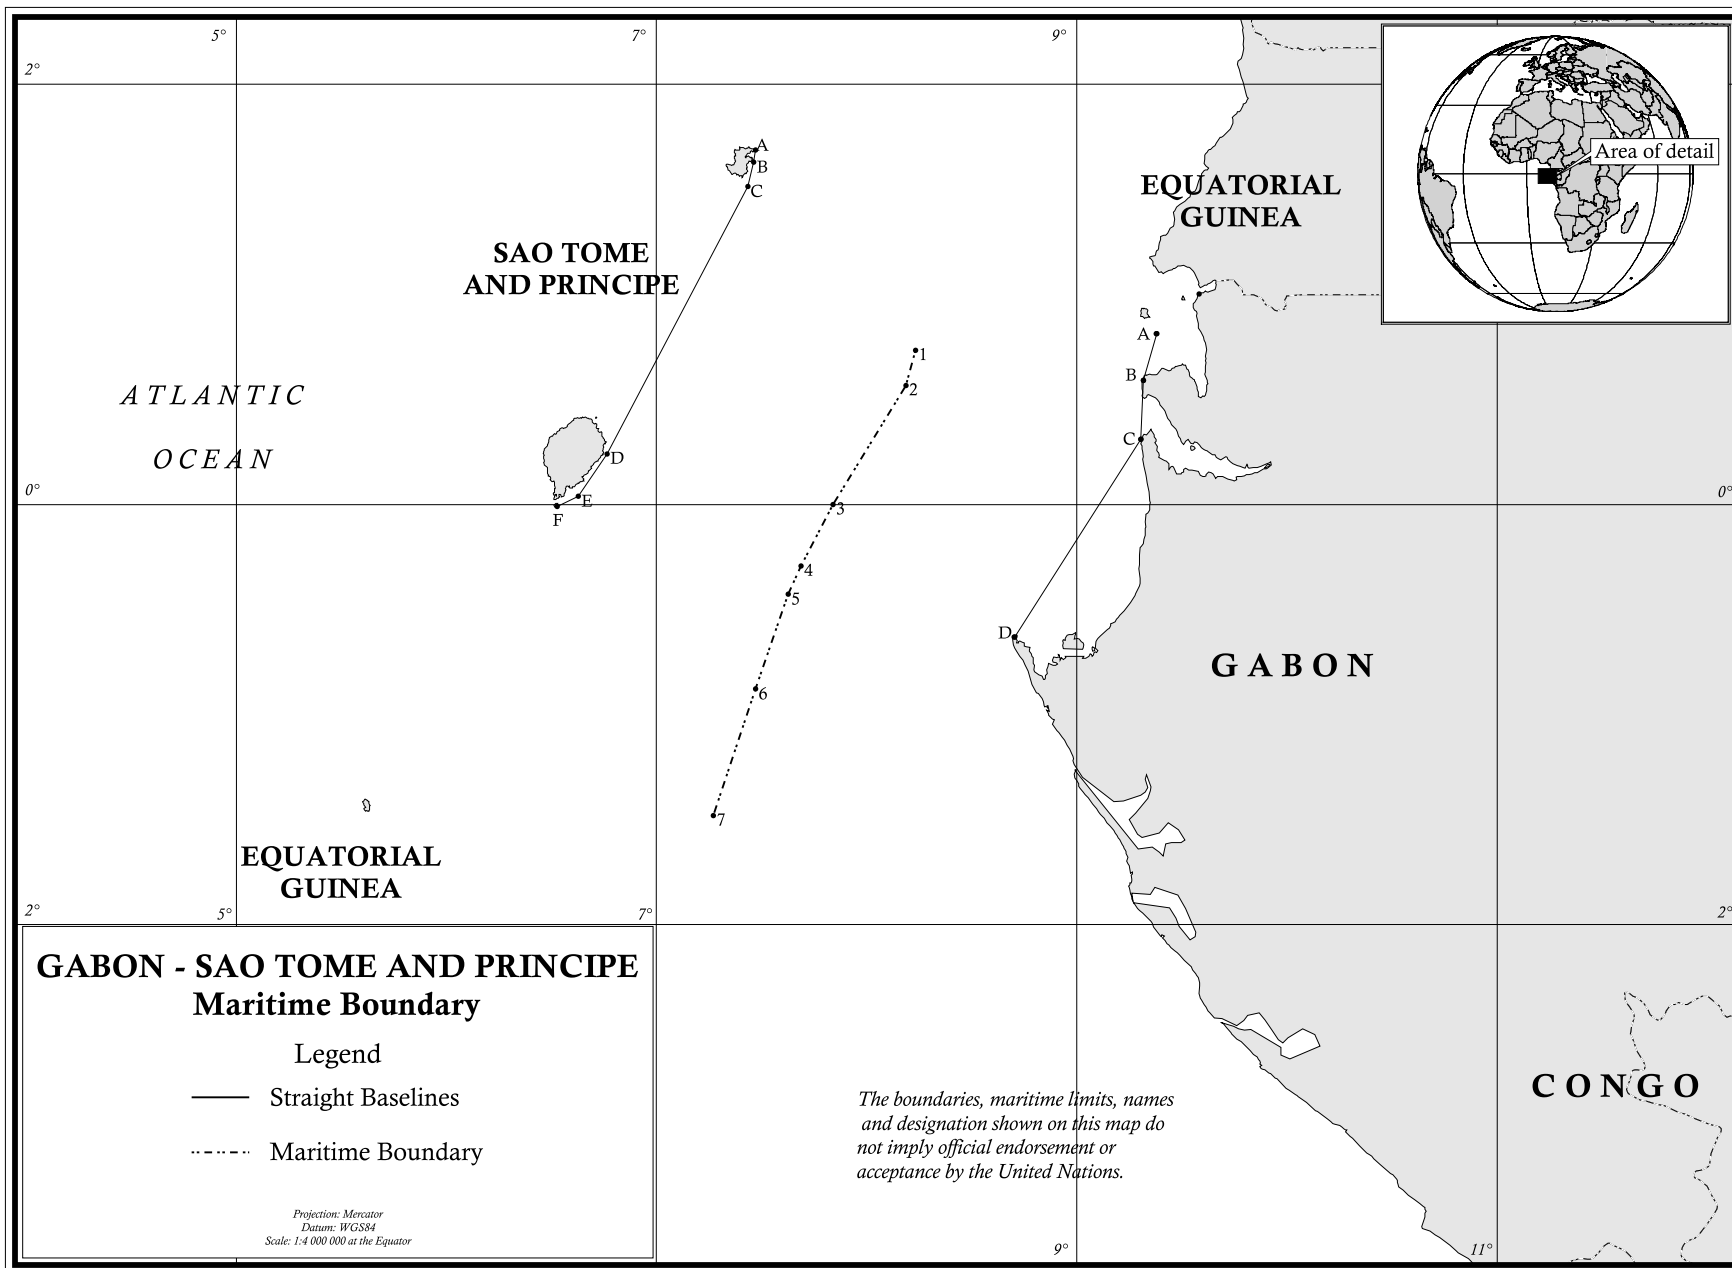 5°
7°
9°
2°
Area of detail
A
B
C
EQUATORIAL
GUINEA
SAO TOME
AND PRINCIPE
A
1
B
2
ATLANTIC
C
D
OCEAN
0°
0°
E
3
F
4
5
D
GABON
6
7
EQUATORIAL
GUINEA
2°
5°
7°
2°
GABON - SAO TOME AND PRINCIPE
Maritime Boundary
Legend
Straight Baselines
Maritime Boundary
Projection: Mercator
Datum: WGS84
Scale: 1:4 000 000 at the Equator
CONGO
The boundaries, maritime limits, names
and designation shown on this map do
not imply official endorsement or
acceptance by the United Nations.
9°
11°